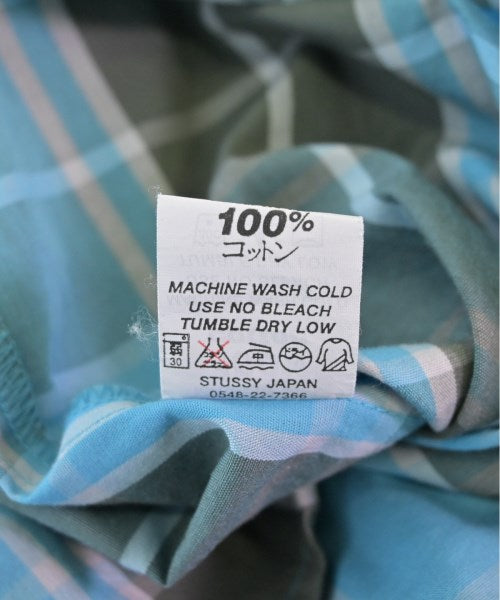 100%
コットン
MACHINE WASH COLD
USE NO BLEACH
TUMBLE DRY LOW
30
STUSSY JAPAN
0548-22-7366